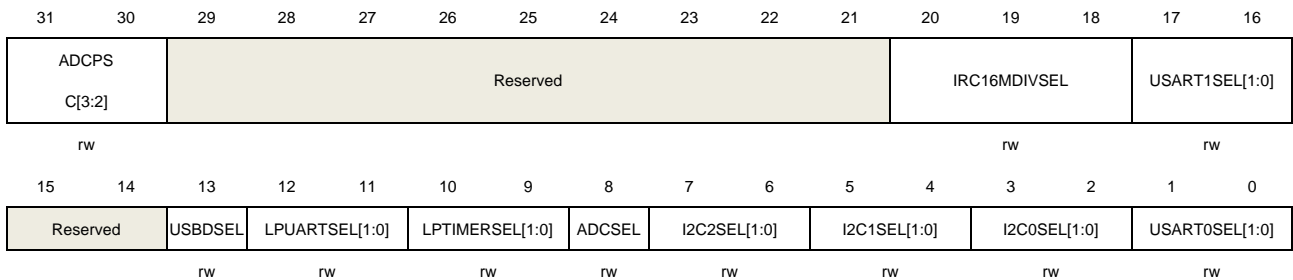 31 30 29 28 27 26 25 24 23 22 21 20 19 18 17 16
ADCPS
C[3:2]
Reserved
IRC16MDIVSEL
USART1SEL[1:0]
rw rw rw
15 14 13 12 11 10 9 8 7 6 5 4 3 2 1 0
Reserved USBDSEL LPUARTSEL[1:0] LPTIMERSEL[1:0] ADCSEL I2C2SEL[1:0] I2C1SEL[1:0] I2C0SEL[1:0] USART0SEL[1:0]
rw rw rw rw rw rw rw rw